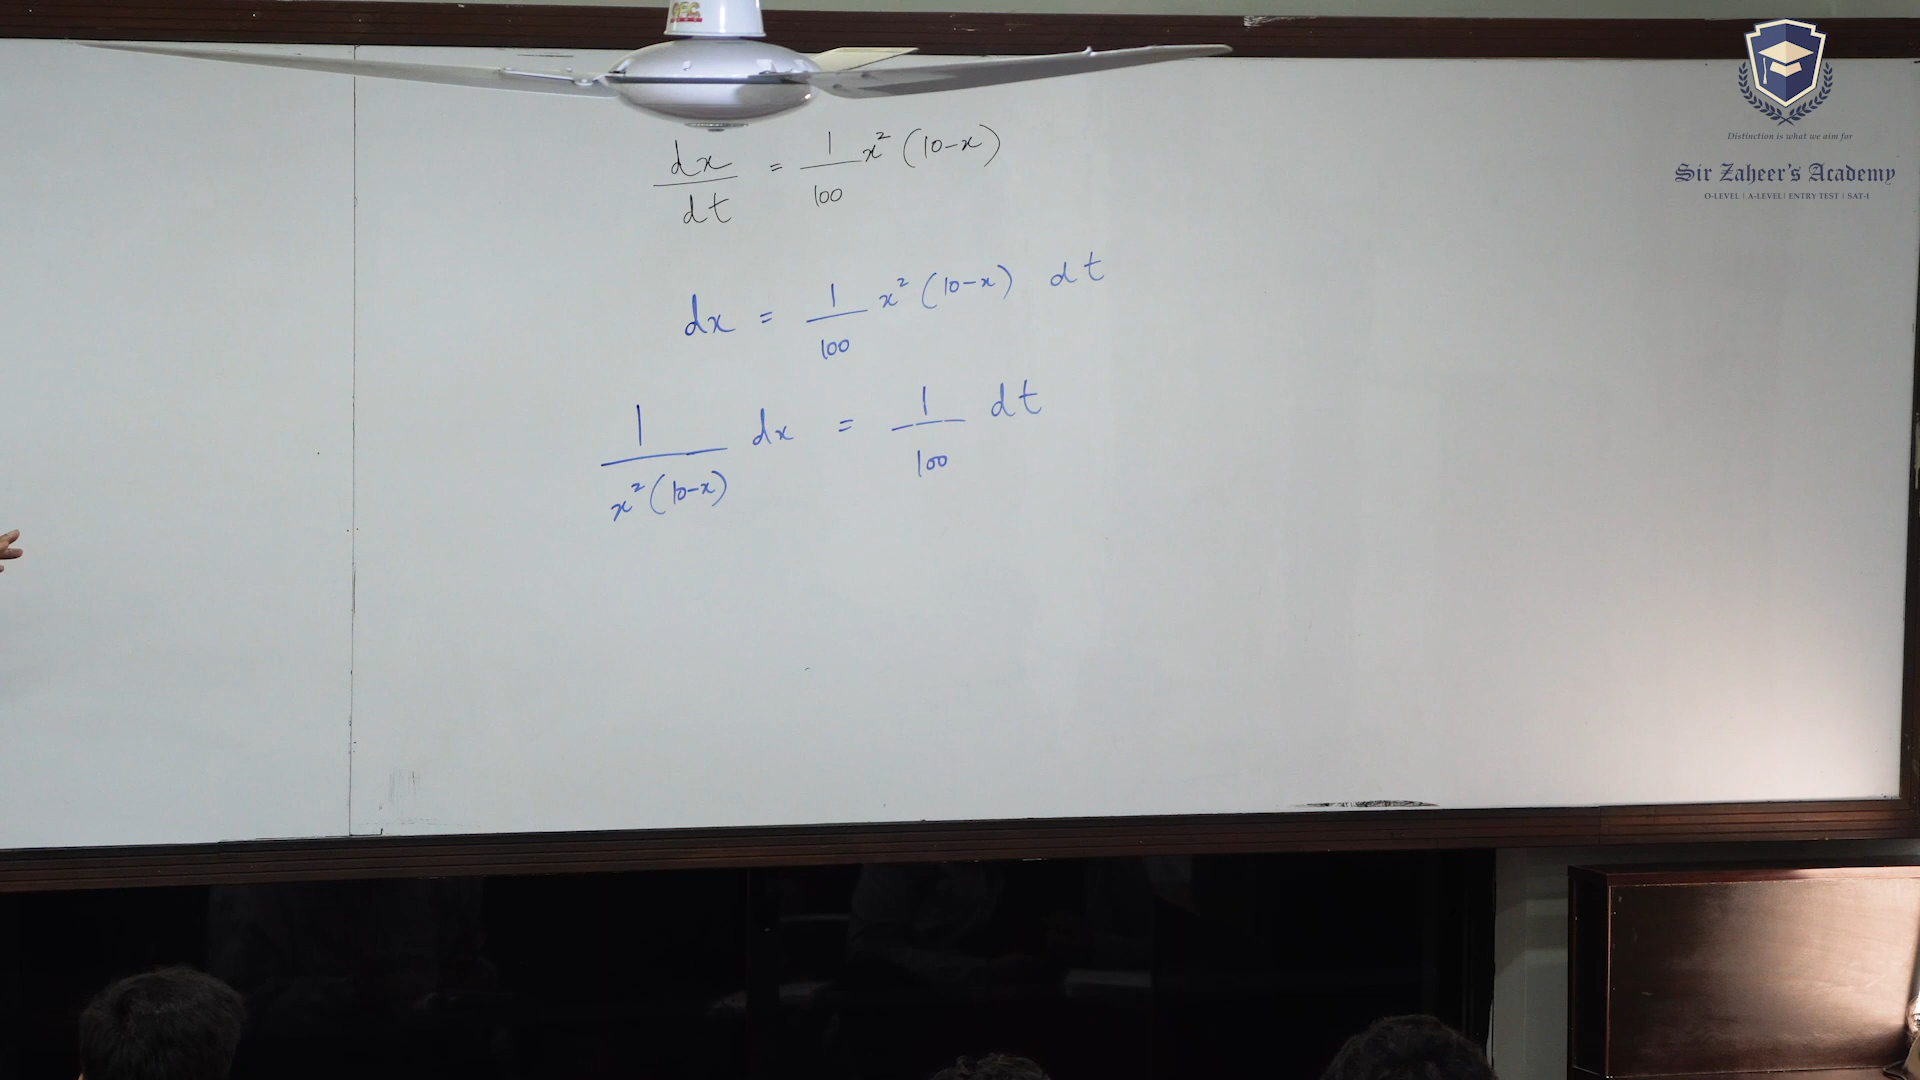 GFC
dx/dt = 1/100 x² (10-x)
dx = 1/100 x² (10-x) dt
1/x²(10-x) dx = 1/100 dt
Distinction is what we aim for
Sir Zaheer's Academy
O-LEVEL | A-LEVEL | ENTRY TEST | SAT-I